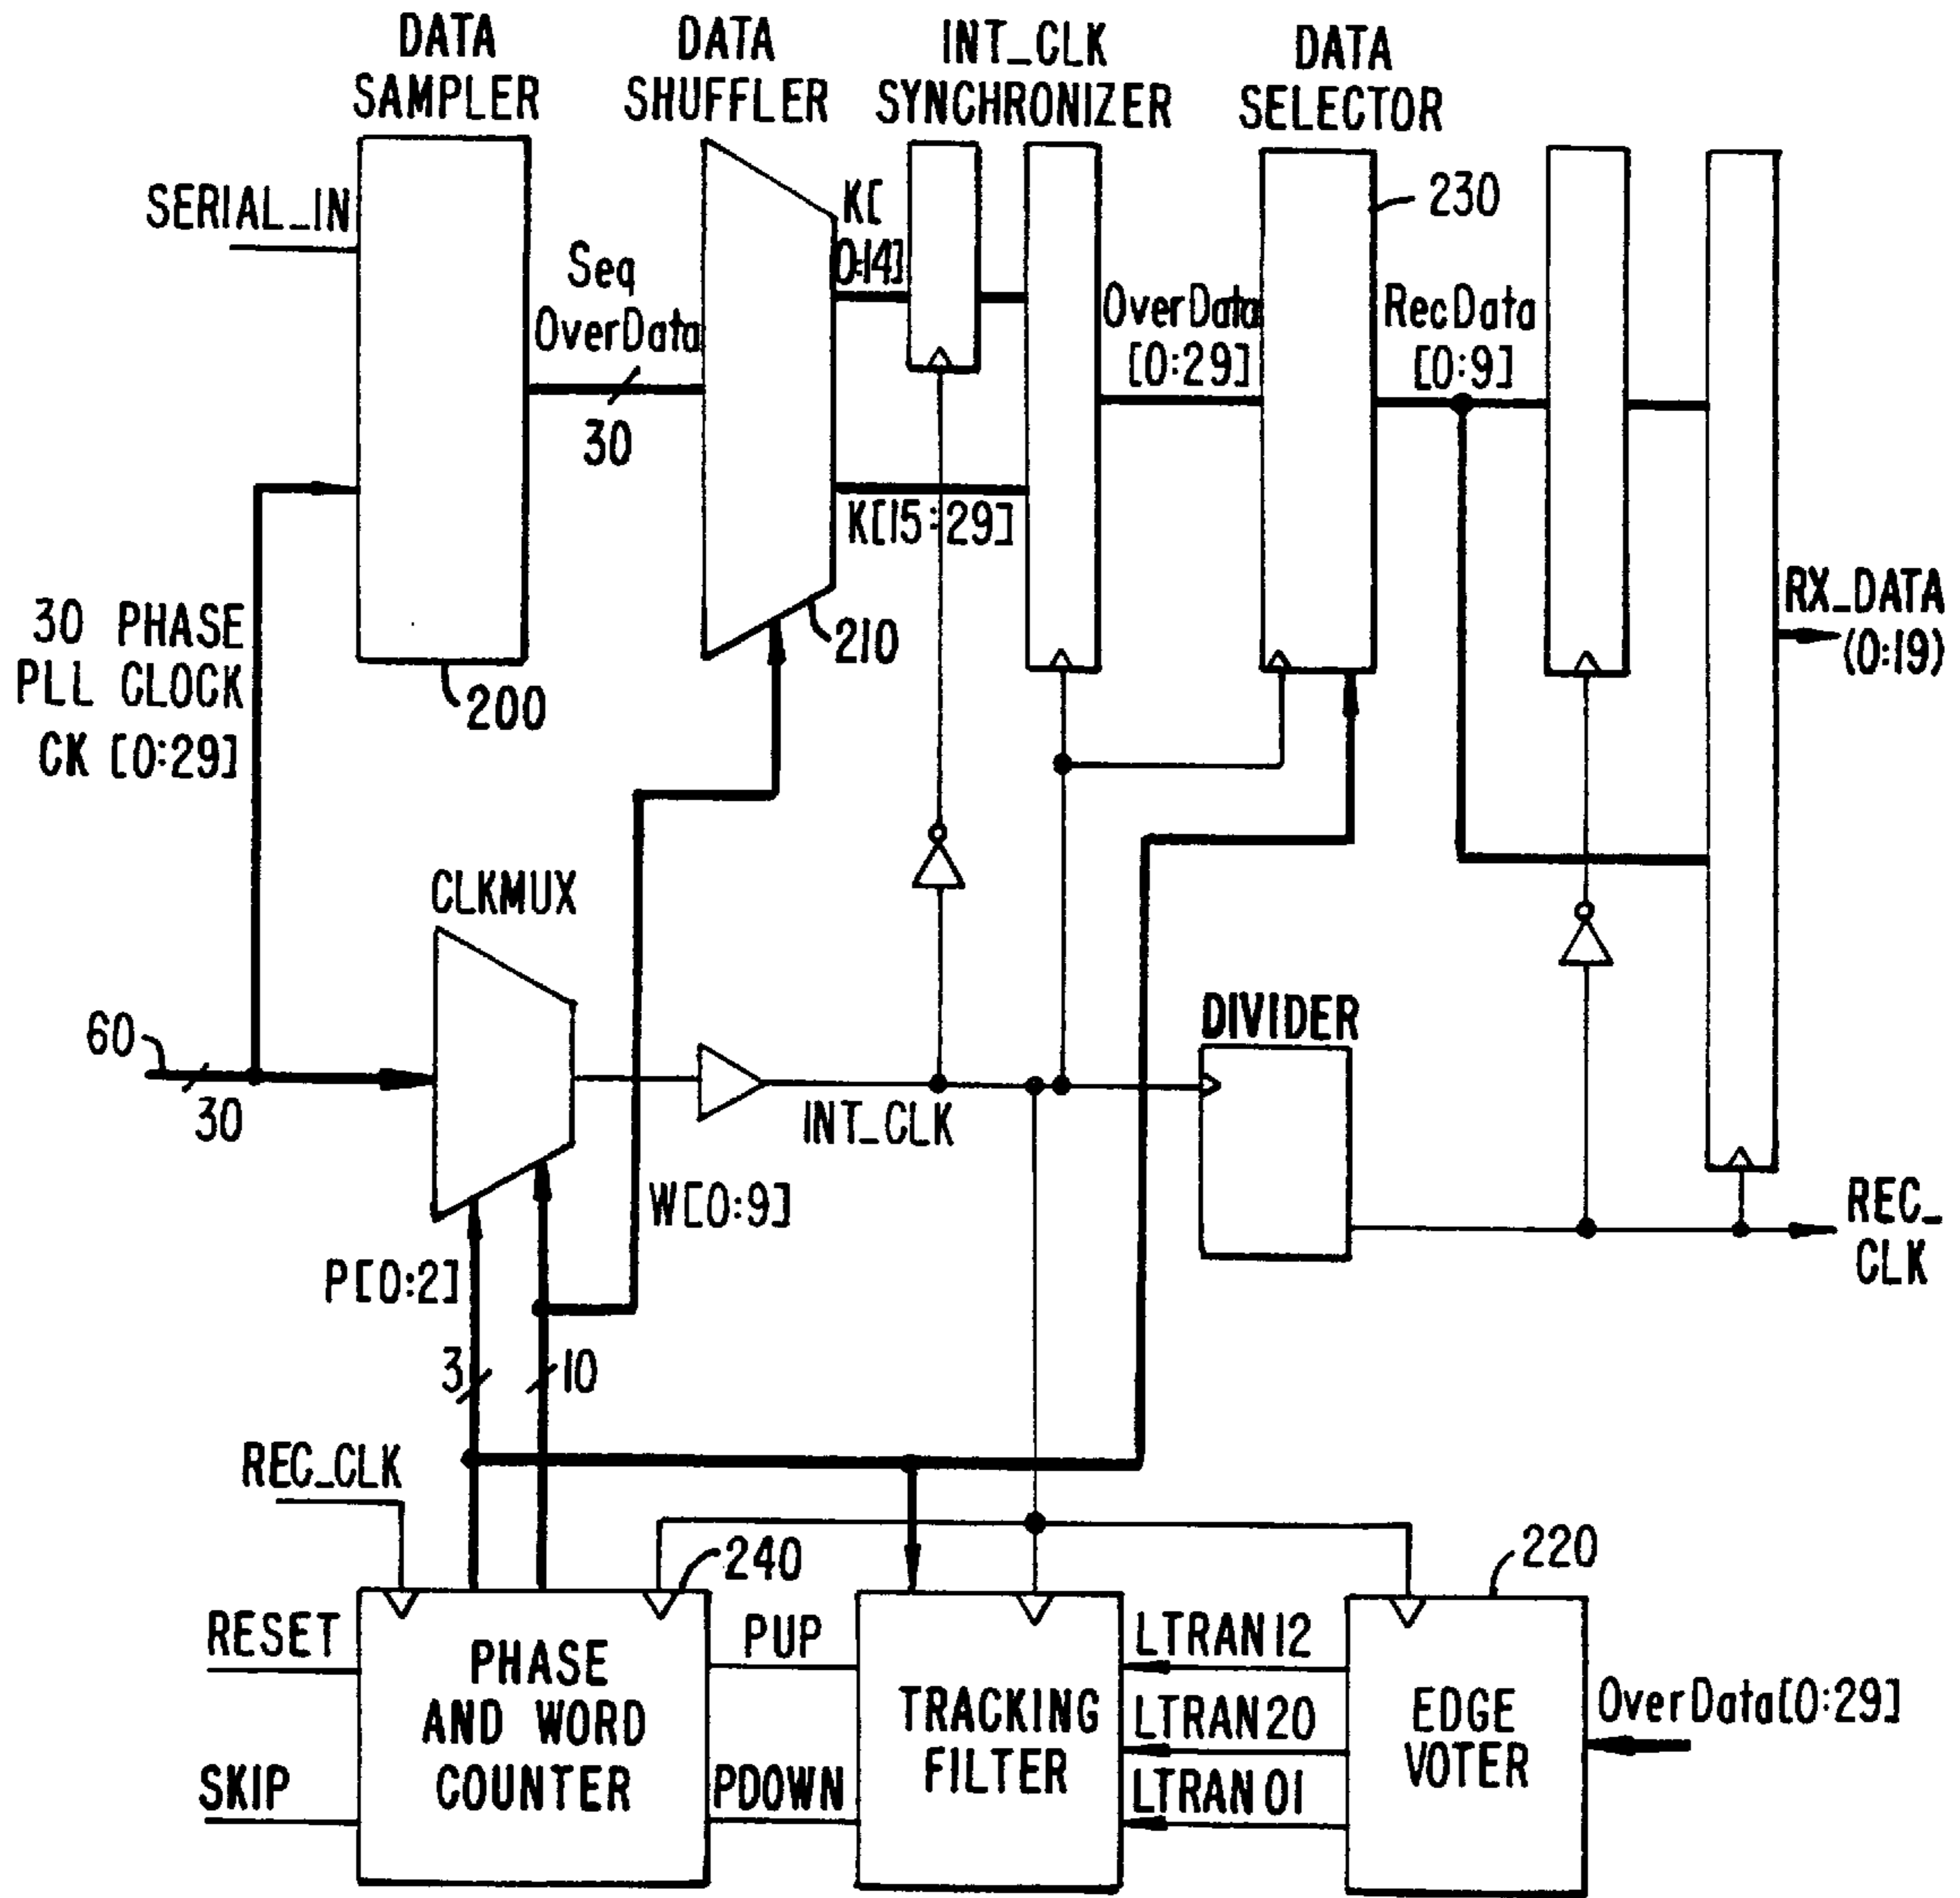 DATA
SAMPLER
DATA
SHUFFLER
INT_CLK
SYNCHRONIZER
DATA
SELECTOR
SERIAL_IN
Seq
OverData
30
K[
0:14]
K[15:29]
OverData
[0:29]
230
RecData
[0:9]
RX_DATA
(0:19)
30 PHASE
PLL CLOCK
CK [0:29]
200
210
CLKMUX
60
30
INT_CLK
DIVIDER
W[0:9]
P[0:2]
3
10
REC_
CLK
REC_CLK
240
220
RESET
SKIP
PHASE
AND WORD
COUNTER
PUP
PDOWN
TRACKING
FILTER
LTRAN12
LTRAN20
LTRAN01
EDGE
VOTER
OverData[0:29]